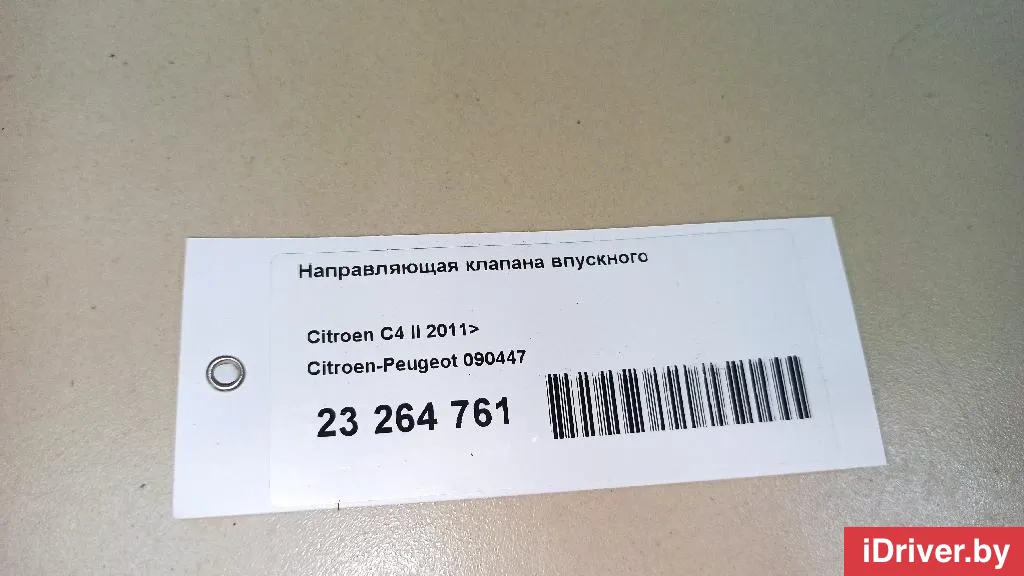 Направляющая клапана впускного
Citroen C4 II 2011>
Citroen-Peugeot 090447
23 264 761
iDriver.by